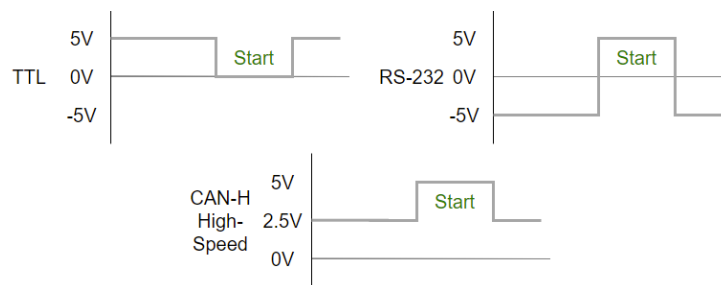 5V
Start
TTL 0V
-5V
5V
Start
RS-232 0V
-5V
5V
CAN-H
High-
Speed
2.5V
Start
0V